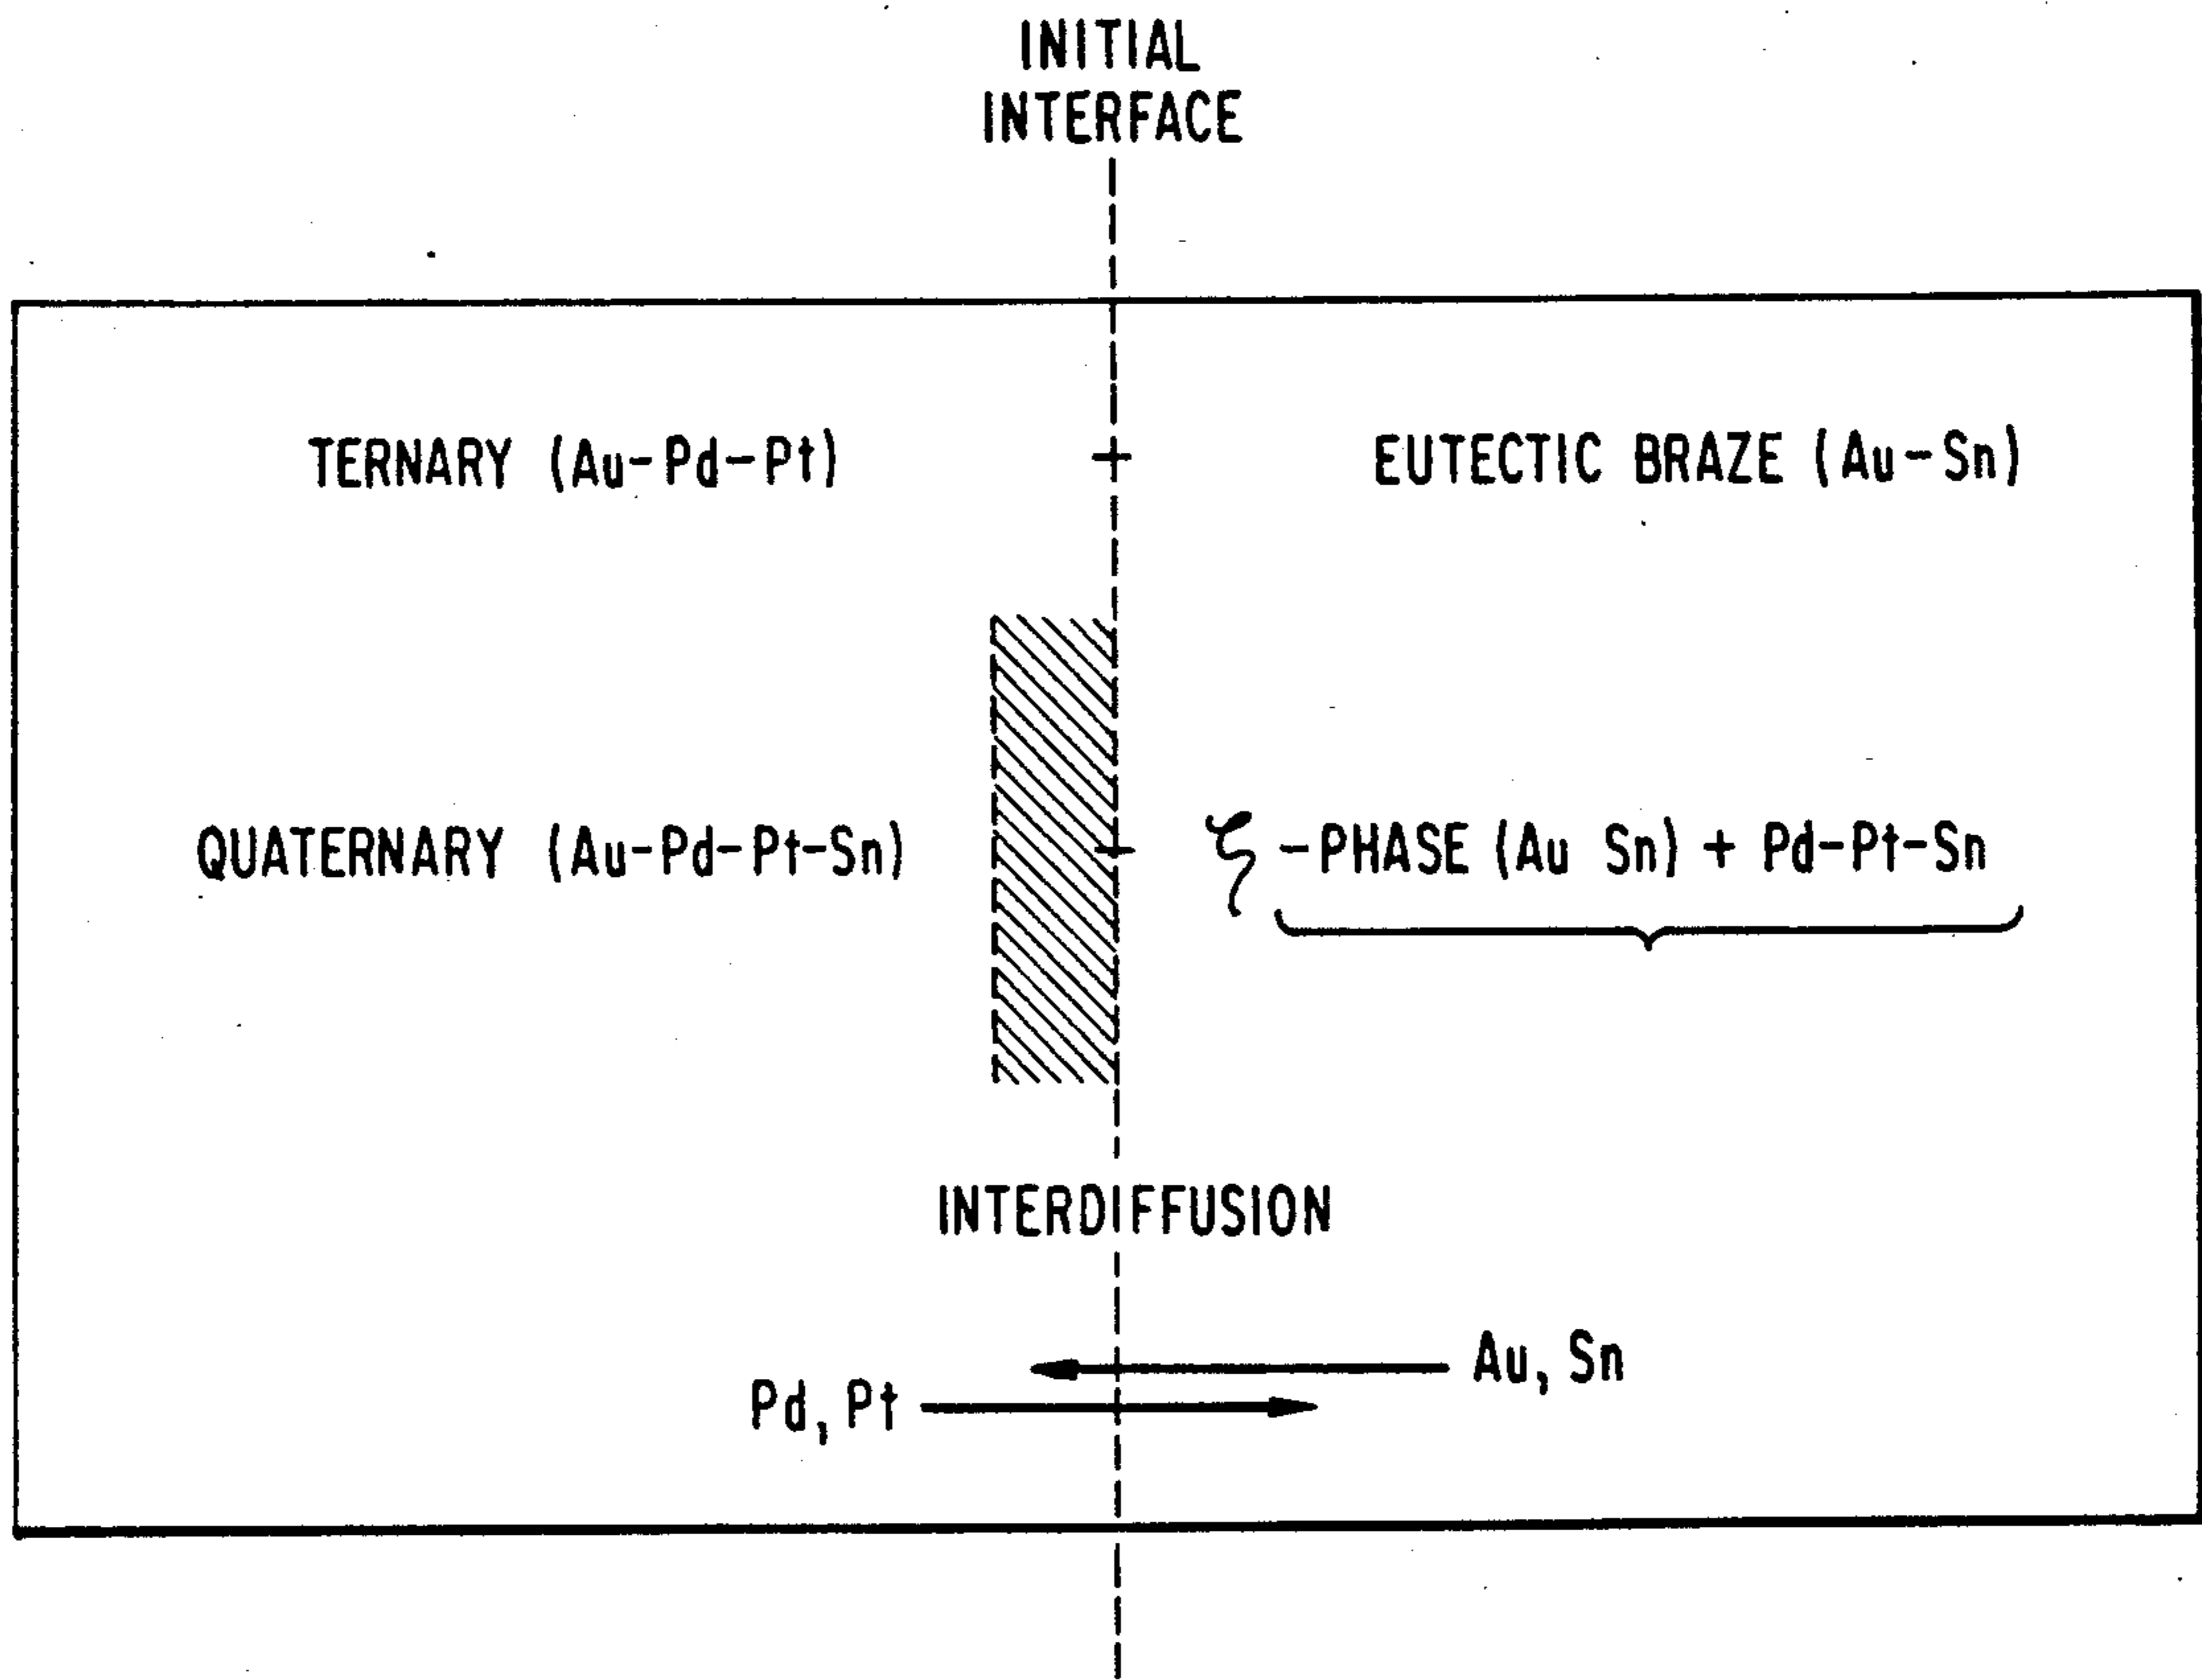 INITIAL
INTERFACE
TERNARY (Au-Pd-Pt) + EUTECTIC BRAZE (Au-Sn)
QUATERNARY (Au-Pd-Pt-Sn) + ζ-PHASE (Au Sn) + Pd-Pt-Sn
INTERDIFFUSION
Au, Sn
Pd, Pt